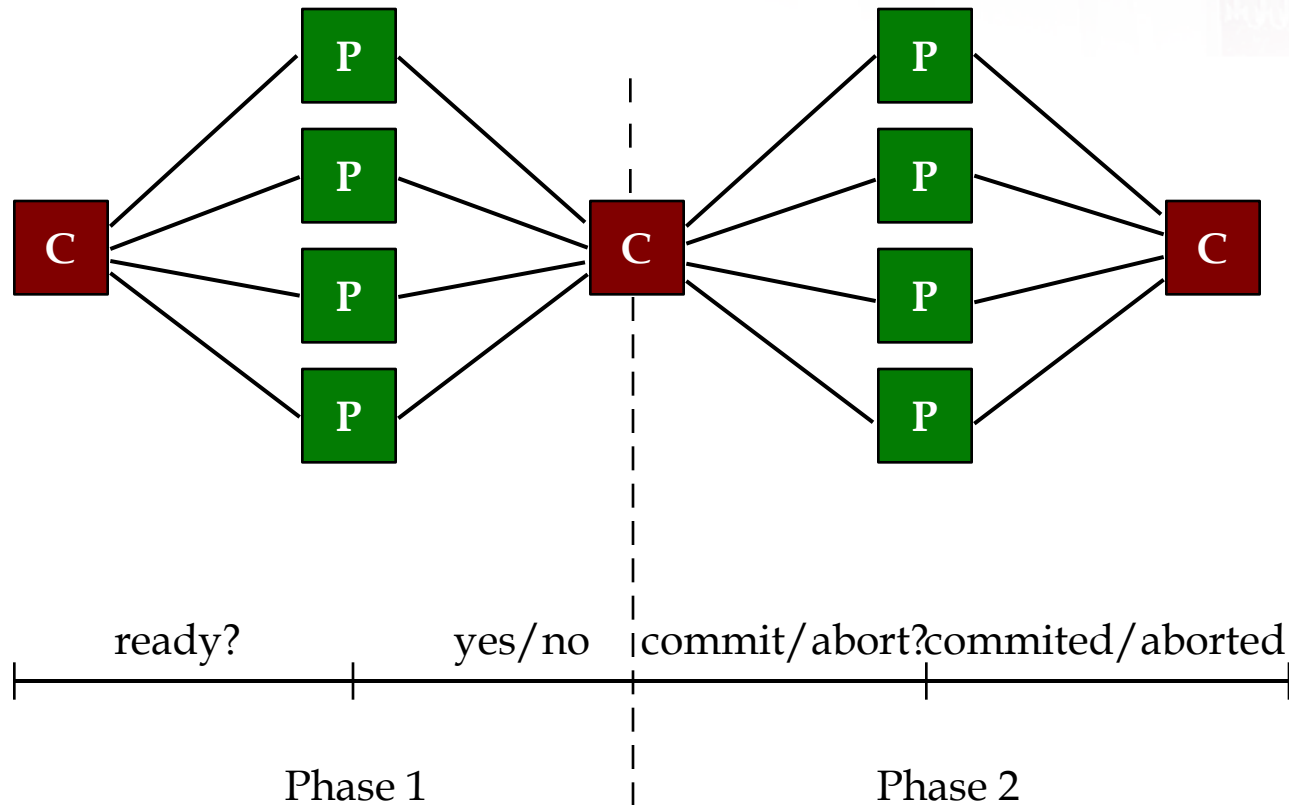 P P
P P
C C C
P P
P P
ready? yes/no commit/abort? commited/aborted
Phase 1 Phase 2